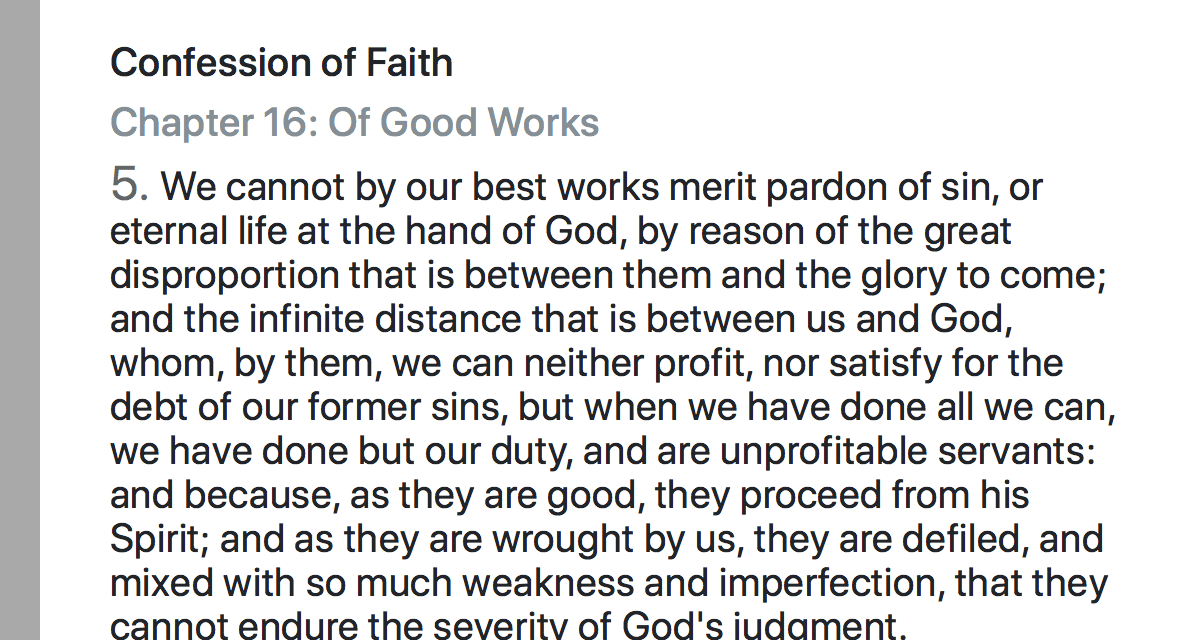 Confession of Faith
Chapter 16: Of Good Works
5. We cannot by our best works merit pardon of sin, or
eternal life at the hand of God, by reason of the great
disproportion that is between them and the glory to come;
and the infinite distance that is between us and God,
whom, by them, we can neither profit, nor satisfy for the
debt of our former sins, but when we have done all we can,
we have done but our duty, and are unprofitable servants:
and because, as they are good, they proceed from his
Spirit; and as they are wrought by us, they are defiled, and
mixed with so much weakness and imperfection, that they
cannot endure the severity of God's judgment.